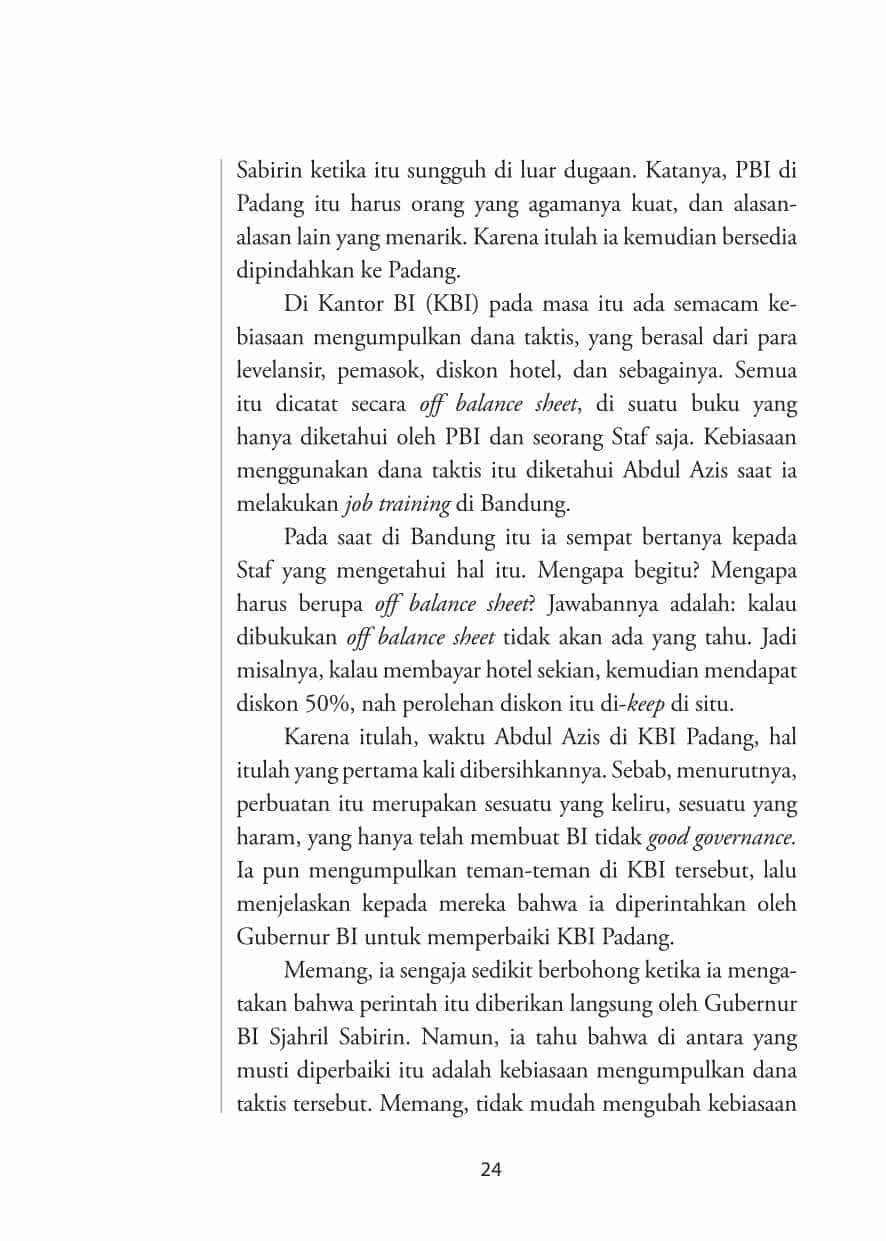 Sabirin ketika itu sungguh di luar dugaan. Katanya, PBI di
Padang itu harus orang yang agamanya kuat, dan alasan-
alasan lain yang menarik. Karena itulah ia kemudian bersedia
dipindahkan ke Padang.
Di Kantor BI (KBI) pada masa itu ada semacam ke-
biasaan mengumpulkan dana taktis, yang berasal dari para
levelansir, pemasok, diskon hotel, dan sebagainya. Semua
itu dicatat secara off balance sheet, di suatu buku yang
hanya diketahui oleh PBI dan seorang Staf saja. Kebiasaan
menggunakan dana taktis itu diketahui Abdul Azis saat ia
melakukan job training di Bandung.
Pada saat di Bandung itu ia sempat bertanya kepada
Staf yang mengetahui hal itu. Mengapa begitu? Mengapa
harus berupa off balance sheet? Jawabannya adalah: kalau
dibukukan off balance sheet tidak akan ada yang tahu. Jadi
misalnya, kalau membayar hotel sekian, kemudian mendapat
diskon 50%, nah perolehan diskon itu di-keep di situ.
Karena itulah, waktu Abdul Azis di KBI Padang, hal
itulah yang pertama kali dibersihkannya. Sebab, menurutnya,
perbuatan itu merupakan sesuatu yang keliru, sesuatu yang
haram, yang hanya telah membuat BI tidak good governance.
Ia pun mengumpulkan teman-teman di KBI tersebut, lalu
menjelaskan kepada mereka bahwa ia diperintahkan oleh
Gubernur BI untuk memperbaiki KBI Padang.
Memang, ia sengaja sedikit berbohong ketika ia menga-
takan bahwa perintah itu diberikan langsung oleh Gubernur
BI Sjahril Sabirin. Namun, ia tahu bahwa di antara yang
musti diperbaiki itu adalah kebiasaan mengumpulkan dana
taktis tersebut. Memang, tidak mudah mengubah kebiasaan
24